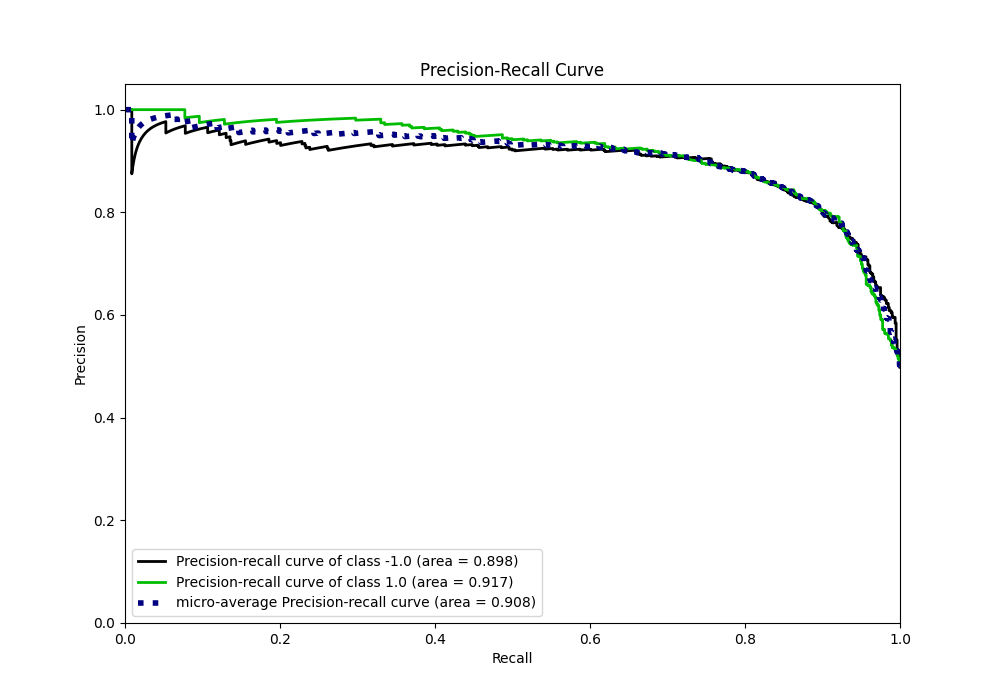 Precision-Recall Curve
1.0
0.8
0.6
0.4
0.2
0.0
Precision
Precision-recall curve of class -1.0 (area = 0.898)
Precision-recall curve of class 1.0 (area = 0.917)
micro-average Precision-recall curve (area = 0.908)
0.0 0.2 0.4 0.6 0.8 1.0
Recall